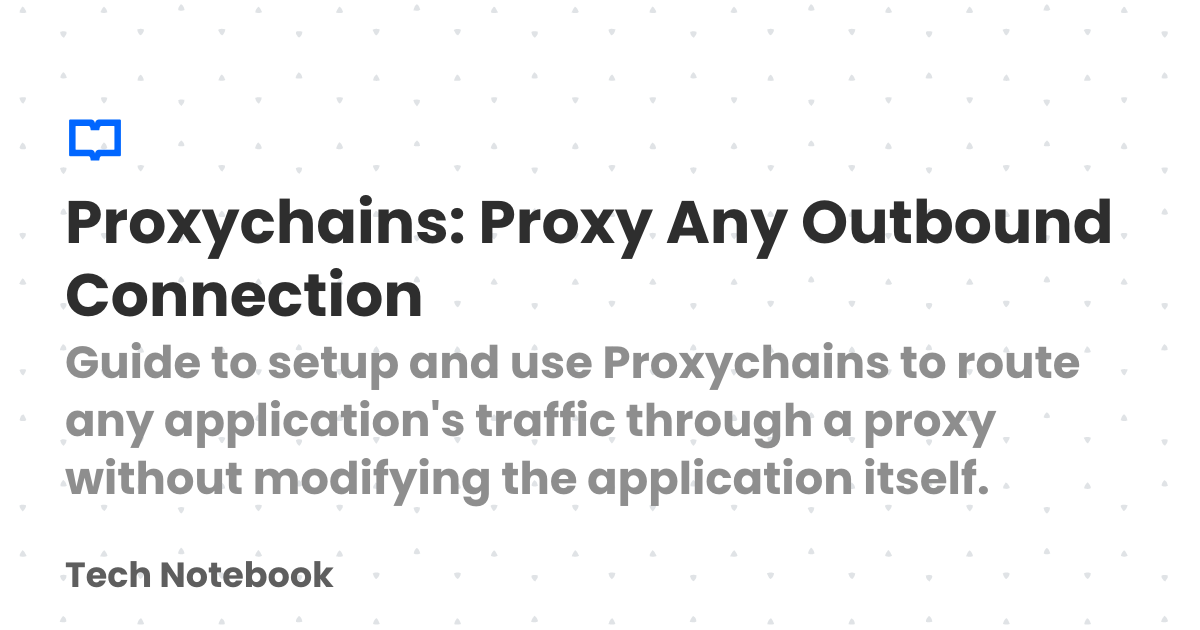 Proxychains: Proxy Any Outbound
Connection
Guide to setup and use Proxychains to route
any application's traffic through a proxy
without modifying the application itself.
Tech Notebook